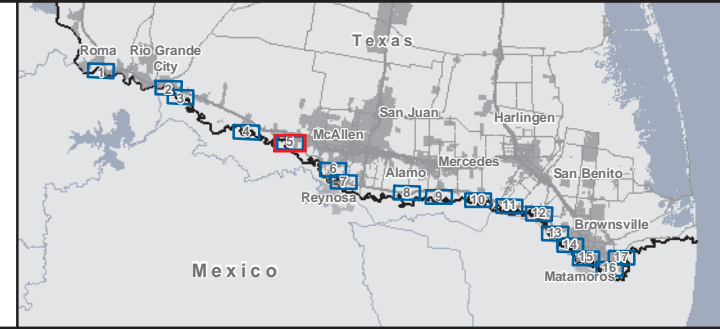 Texas
Roma
Rio Grande
City
1
2
3
4
5
McAllen
San Juan
Harlingen
6
7
Reynosa
Alamo
Mercedes
San Benito
8
9
10
11
12
Brownsville
13
14
15
16
17
Matamoros
Mexico